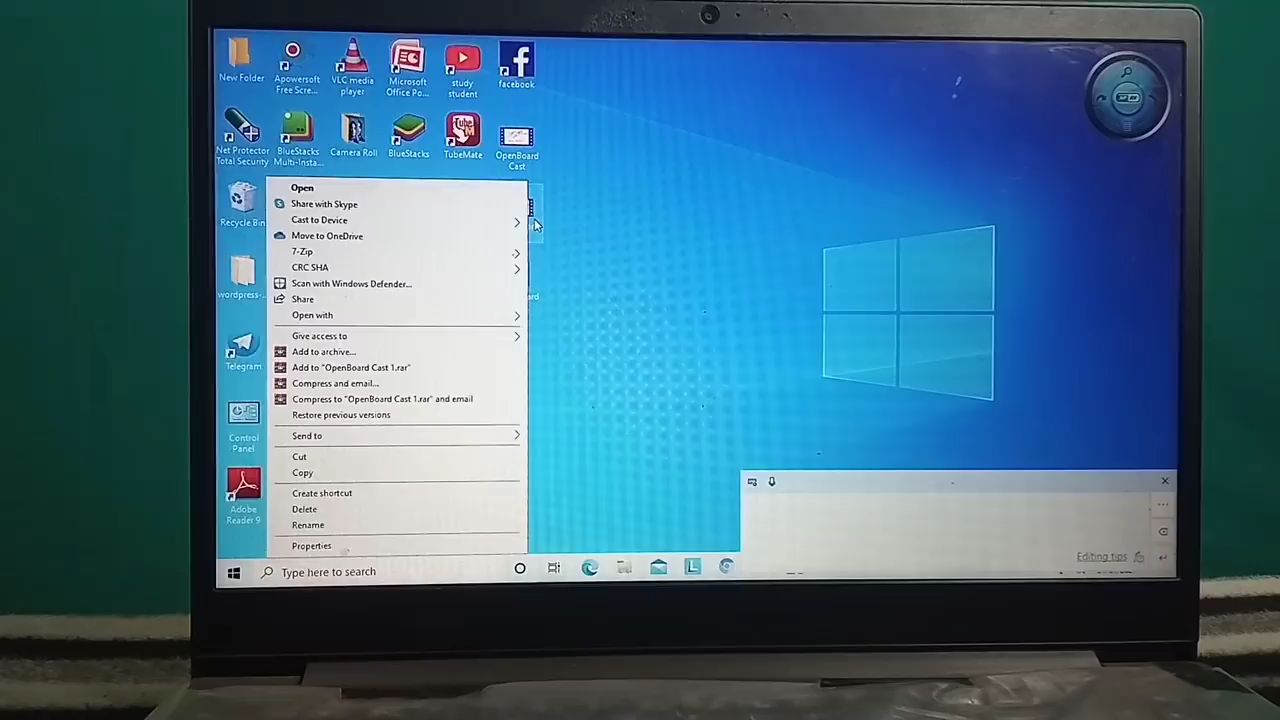 New Folder
Apowersoft
Free Scre...
VLC media
player
Microsoft
Office Po...
study
student
facebook
Net Protector
Total Security
BlueStacks
Multi-Insta...
Camera Roll
BlueStacks
TubeMate
OpenBoard
Cast
Recycle Bin
wordpress-...
Telegram
Control
Panel
Adobe
Reader 9
Open
Share with Skype
Cast to Device
Move to OneDrive
7-Zip
CRC SHA
Scan with Windows Defender...
Share
Open with
Give access to
Add to archive...
Add to "OpenBoard Cast 1.rar"
Compress and email...
Compress to "OpenBoard Cast 1.rar" and email
Restore previous versions
Send to
Cut
Copy
Create shortcut
Delete
Rename
Properties
Editing tips
Type here to search